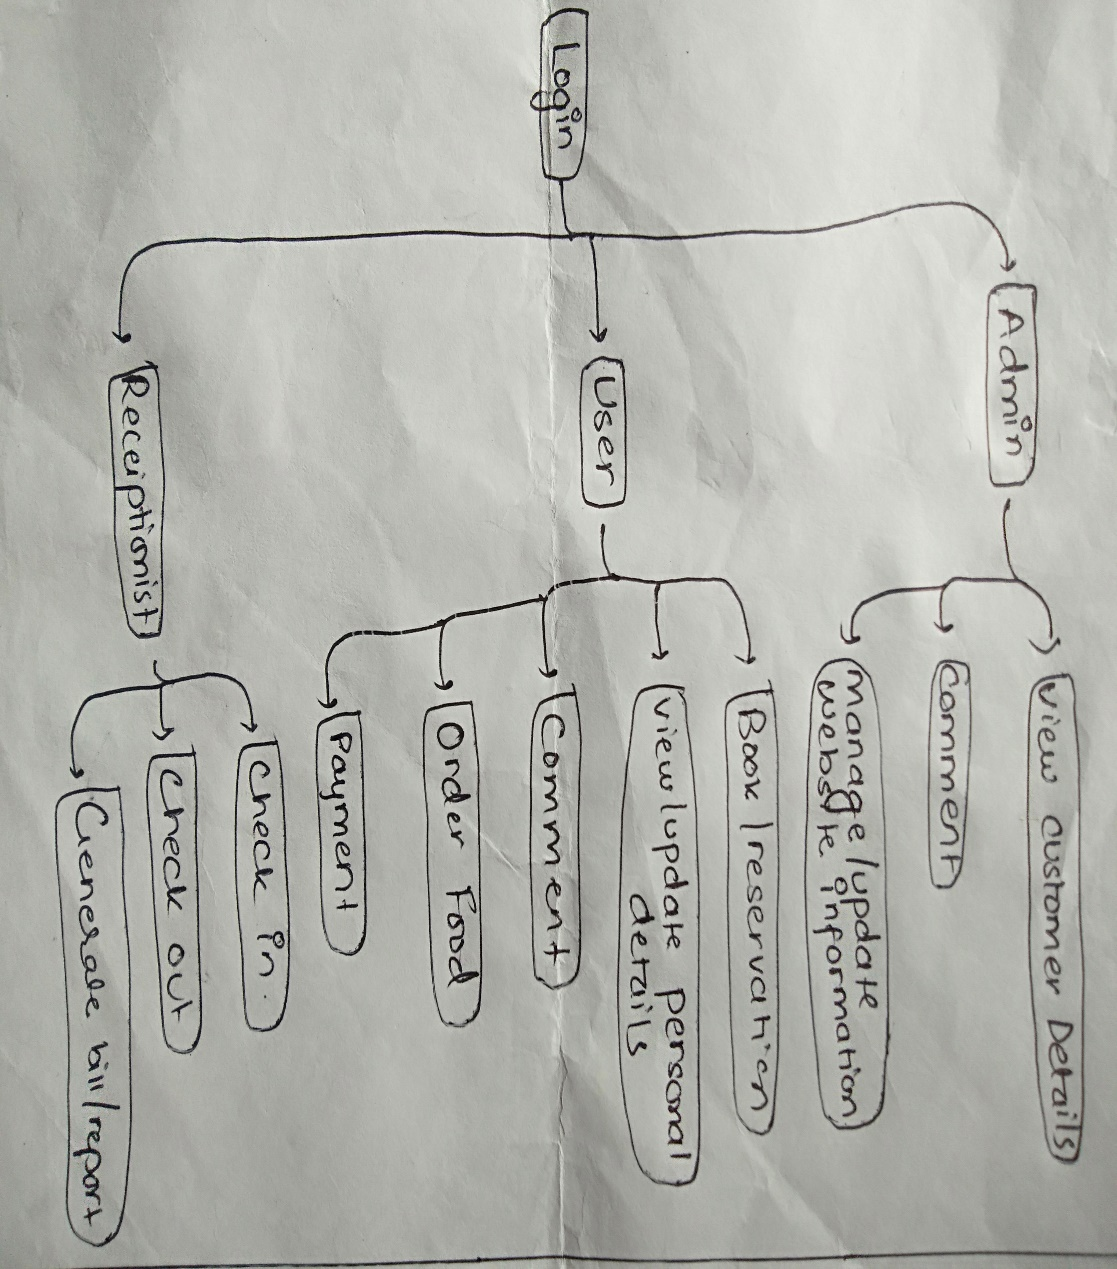 Login
Admin
View customer Details
Comment
manage/update
website information
User
Book/reservation
view/update personal
details
Comment
Order Food
Payment
Receiptionist
check in
check out
Generate bill/report